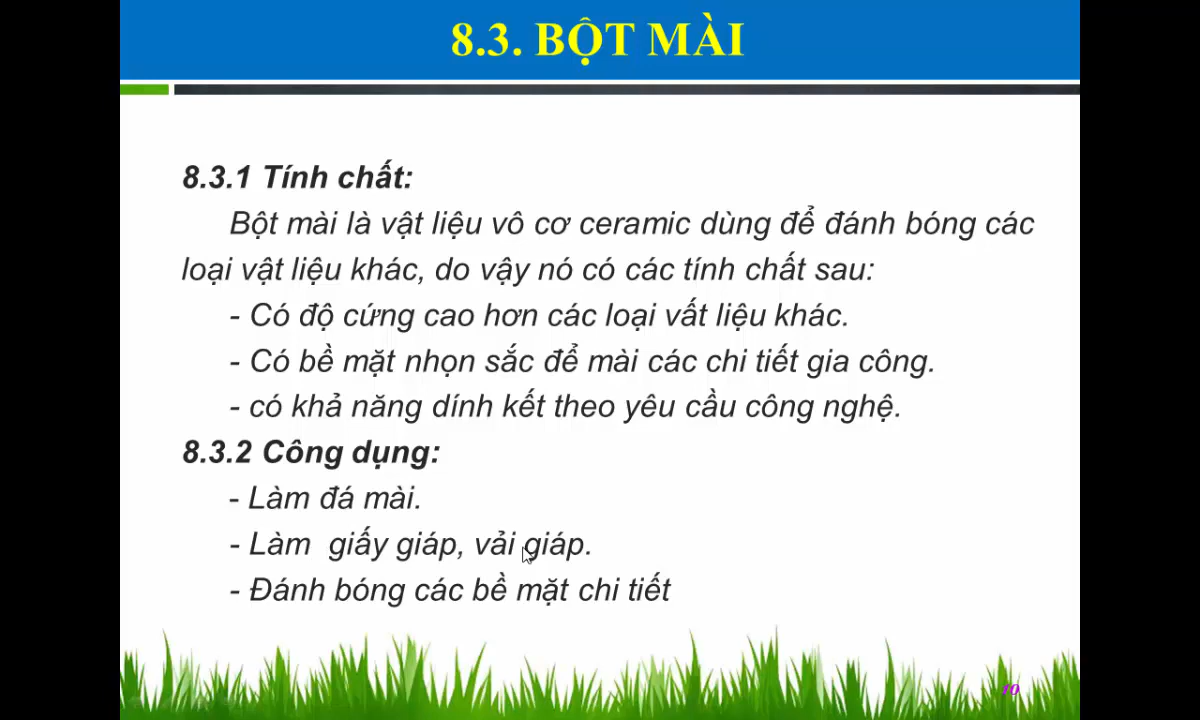 8.3. BỘT MÀI
8.3.1 Tính chất:
Bột mài là vật liệu vô cơ ceramic dùng để đánh bóng các
loại vật liệu khác, do vậy nó có các tính chất sau:
- Có độ cứng cao hơn các loại vất liệu khác.
- Có bề mặt nhọn sắc để mài các chi tiết gia công.
- có khả năng dính kết theo yêu cầu công nghệ.
8.3.2 Công dụng:
- Làm đá mài.
- Làm giấy giáp, vải giáp.
- Đánh bóng các bề mặt chi tiết
10